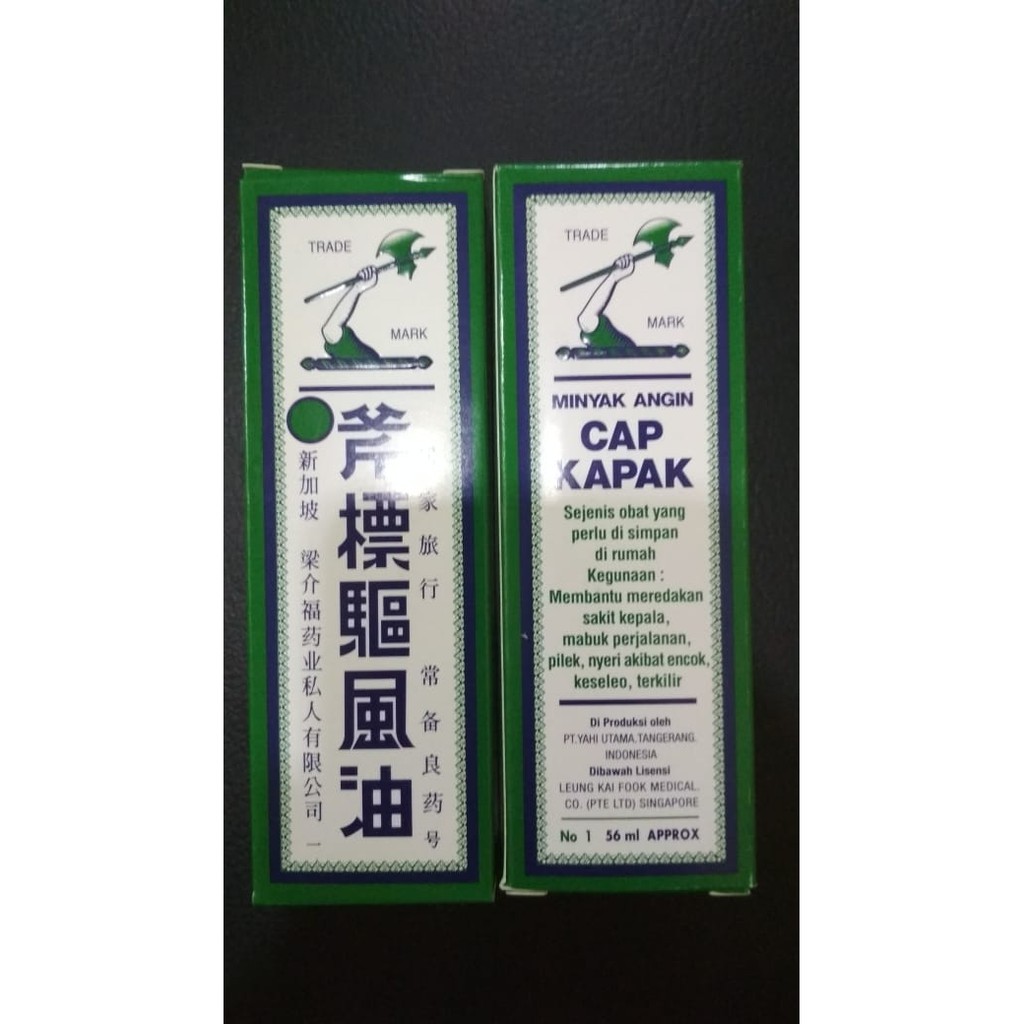 TRADE
MARK
家旅行 常备良药 号
斧標驅風油
新加坡 梁介福药业私人有限公司 一
TRADE
MARK
MINYAK ANGIN
CAP
KAPAK
Sejenis obat yang
perlu di simpan
di rumah
Kegunaan :
Membantu meredakan
sakit kepala,
mabuk perjalanan,
pilek, nyeri akibat encok,
keseleo, terkilir
Di Produksi oleh
PT.YAHI UTAMA.TANGERANG.
INDONESIA
Dibawah Lisensi
LEUNG KAI FOOK MEDICAL.
CO. (PTE LTD) SINGAPORE
No 1 56 ml APPROX